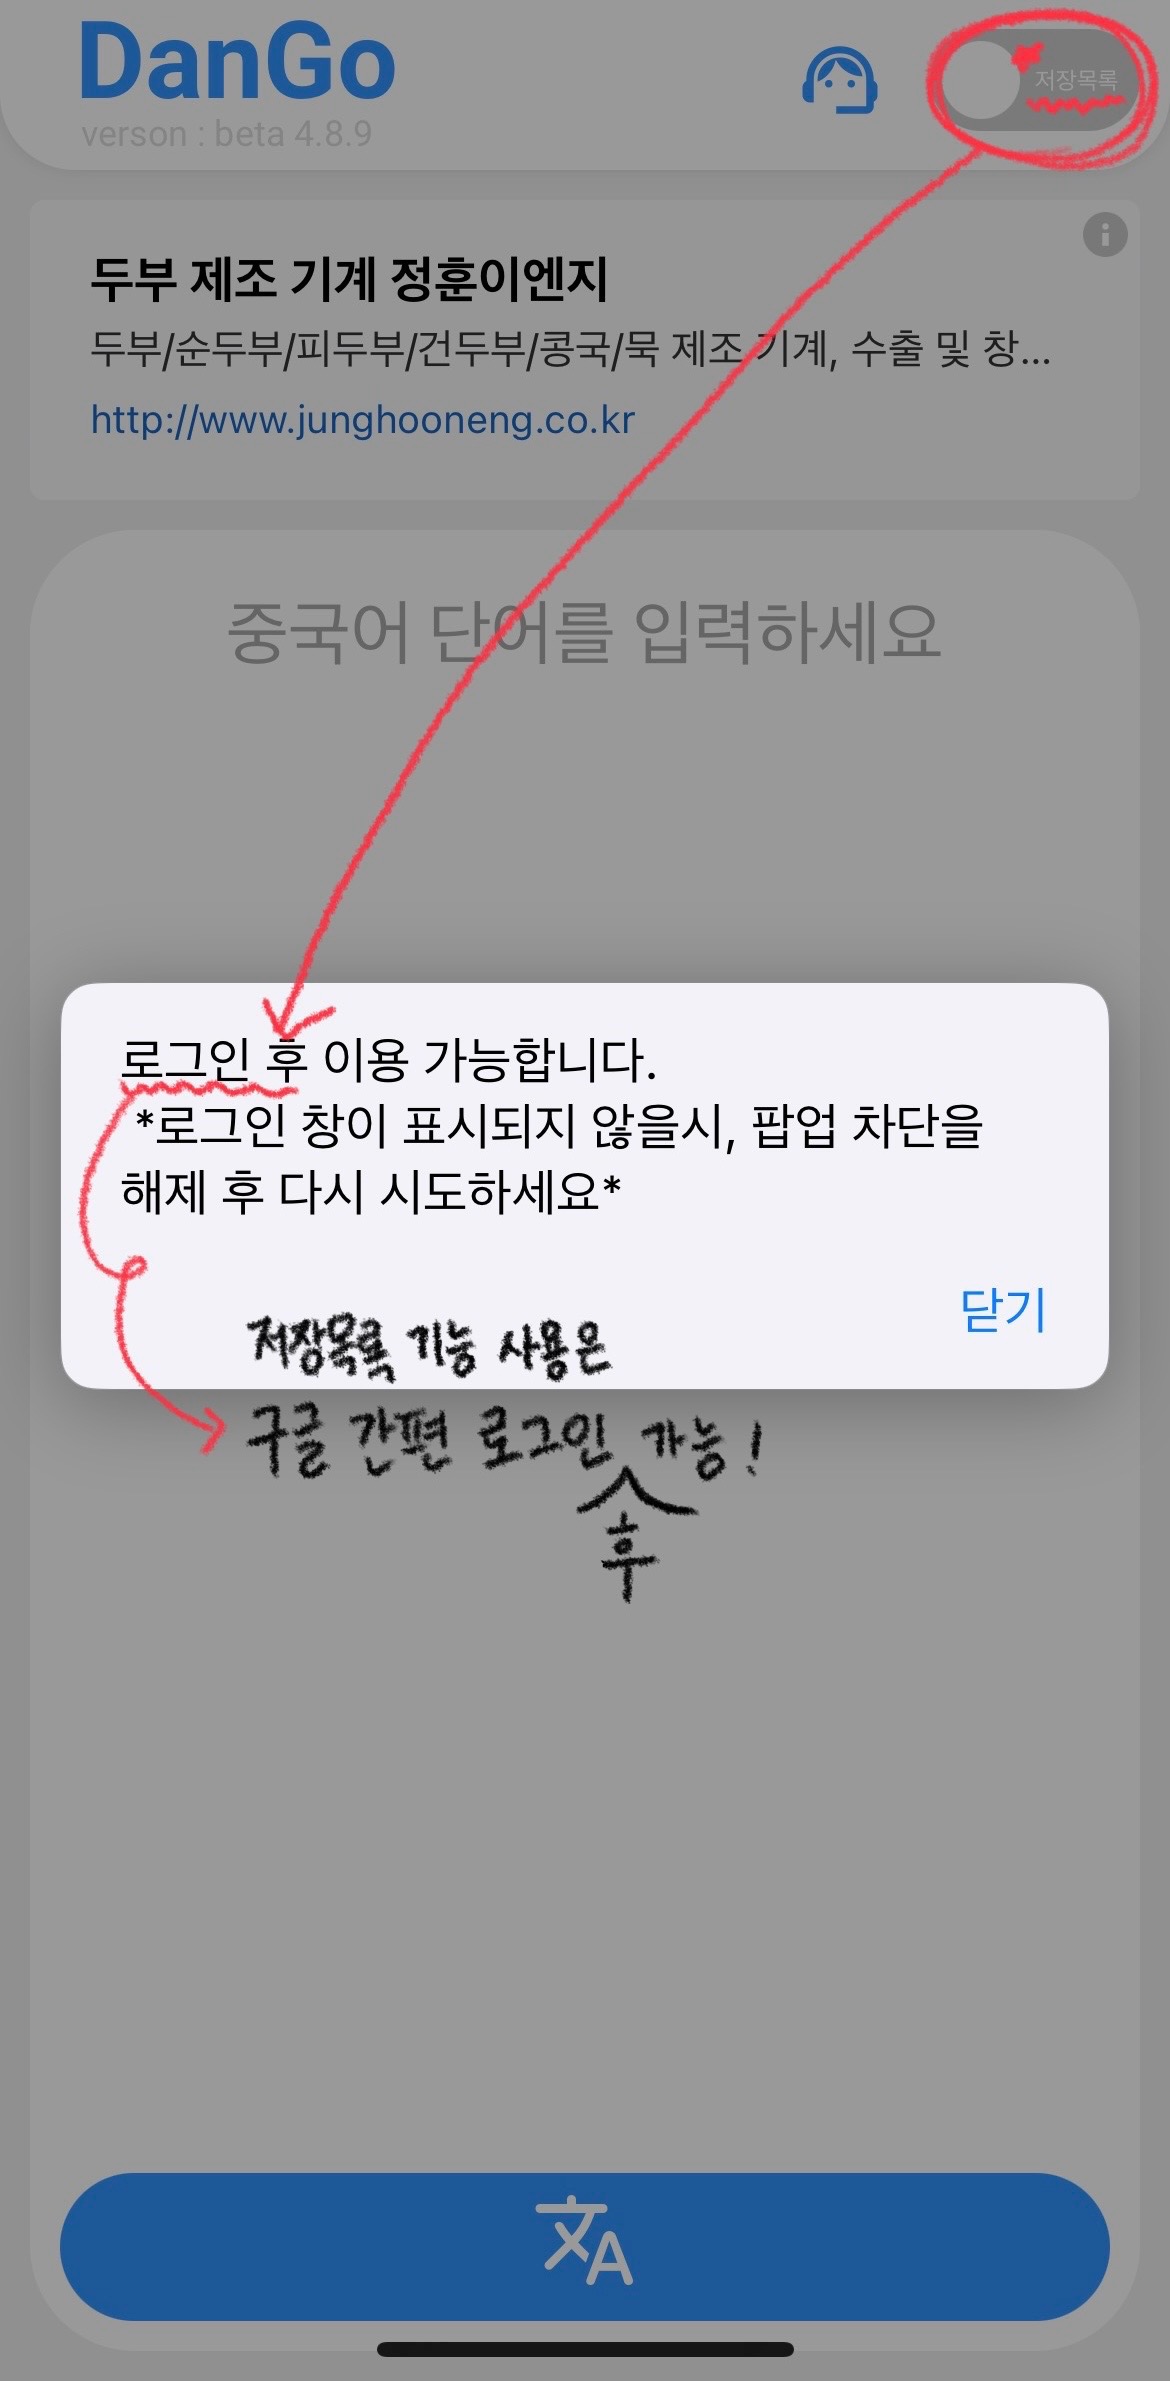 DanGo
verson : beta 4.8.9
저장목록
두부 제조 기계 정훈이엔지
두부/순두부/피두부/건두부/콩국/묵 제조 기계, 수출 및 창...
http://www.junghooneng.co.kr
중국어 단어를 입력하세요
로그인 후 이용 가능합니다.
*로그인 창이 표시되지 않을시, 팝업 차단을
해제 후 다시 시도하세요*
닫기
저장목록 기능 사용은
구글 간편 로그인 가능!
후
文A